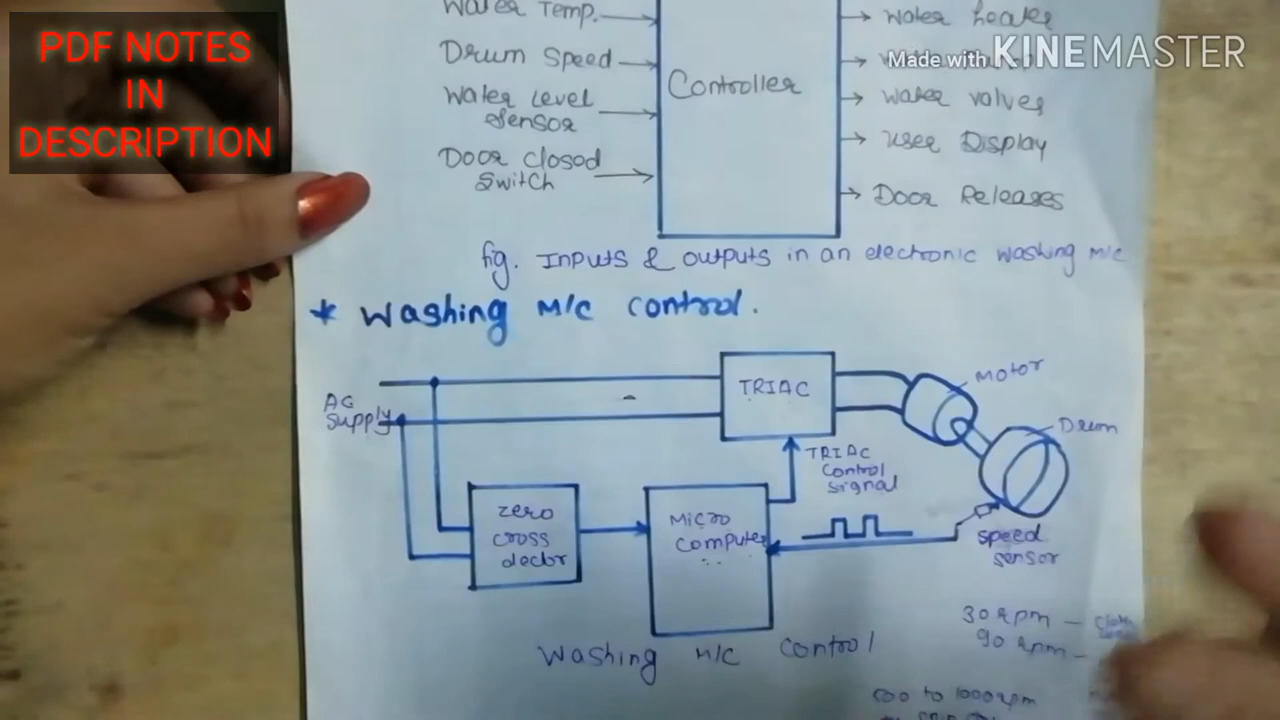 PDF NOTES
IN
DESCRIPTION
Made with KINEMASTER
Water Temp.
Drum Speed
Water Level
Sensor
Door Closed
Switch
Controller
Water heater
Water valves
User Display
Door Releases
fig. Inputs & outputs in an electronic washing m/c
* Washing M/C control.
AC
Supply
TRIAC
Motor
Drum
TRIAC
Control
Signal
zero
cross
dectr
Micro
Computer
Speed
Sensor
Washing M/C Control
30 rpm —
90 rpm —
to 1000 rpm